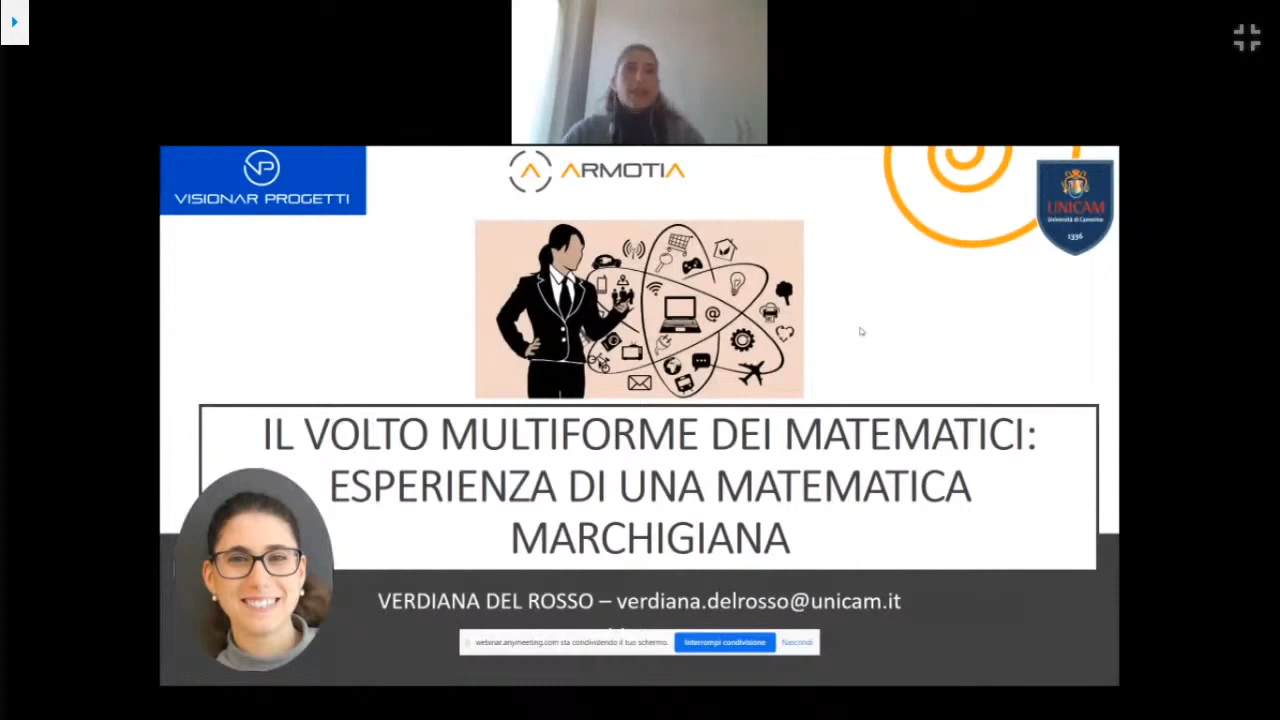 VP
VISIONAR PROGETTI
ARMOTIA
UNICAM
Università di Camerino
1336
@
IL VOLTO MULTIFORME DEI MATEMATICI:
ESPERIENZA DI UNA MATEMATICA
MARCHIGIANA
VERDIANA DEL ROSSO – verdiana.delrosso@unicam.it
webinar.anymeeting.com sta condividendo il tuo schermo.
Interrompi condivisione
Nascondi